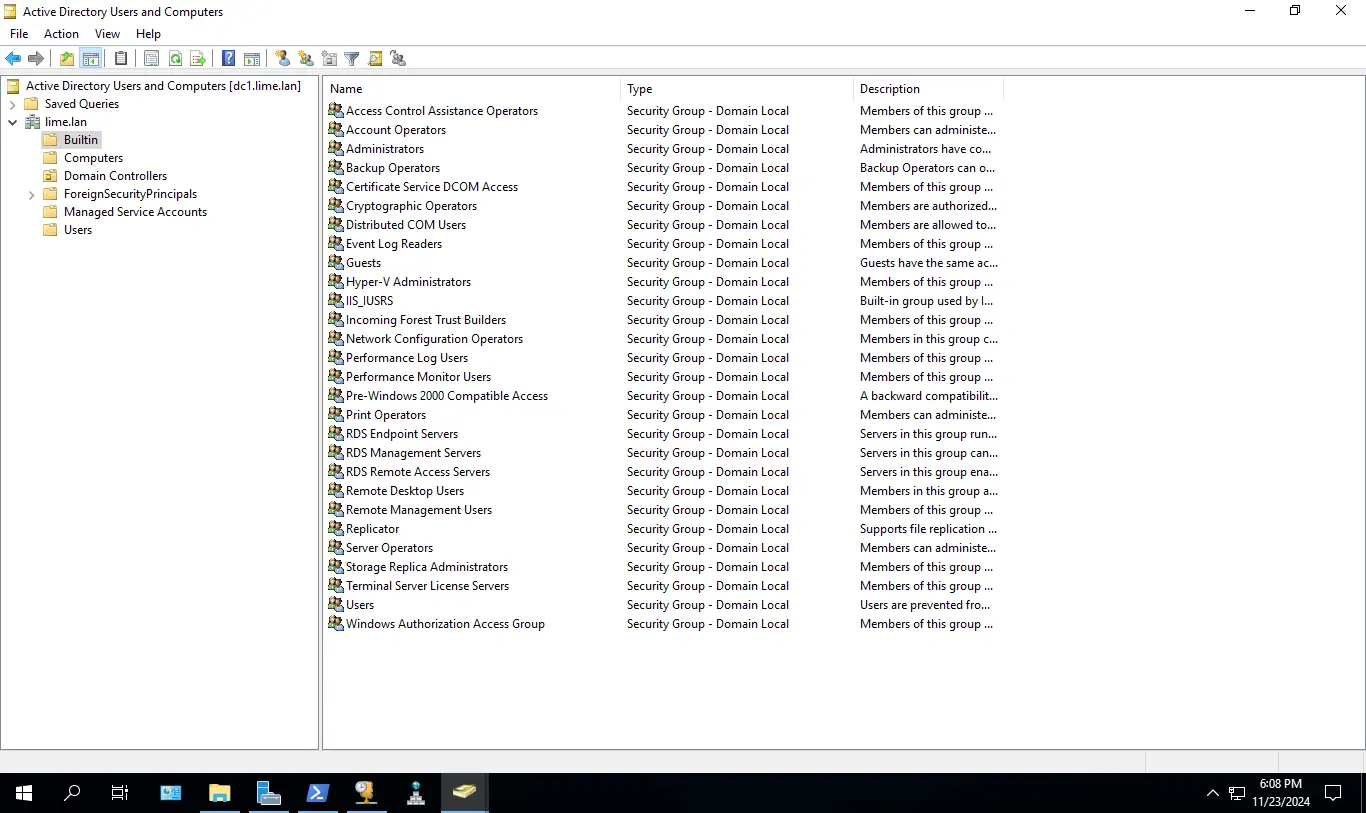 Active Directory Users and Computers
File Action View Help
Active Directory Users and Computers [dc1.lime.lan]
Saved Queries
lime.lan
Builtin
Computers
Domain Controllers
ForeignSecurityPrincipals
Managed Service Accounts
Users
Name Type Description
Access Control Assistance Operators Security Group - Domain Local Members of this group ...
Account Operators Security Group - Domain Local Members can administe...
Administrators Security Group - Domain Local Administrators have co...
Backup Operators Security Group - Domain Local Backup Operators can o...
Certificate Service DCOM Access Security Group - Domain Local Members of this group ...
Cryptographic Operators Security Group - Domain Local Members are authorized...
Distributed COM Users Security Group - Domain Local Members are allowed to...
Event Log Readers Security Group - Domain Local Members of this group ...
Guests Security Group - Domain Local Guests have the same ac...
Hyper-V Administrators Security Group - Domain Local Members of this group ...
IIS_IUSRS Security Group - Domain Local Built-in group used by I...
Incoming Forest Trust Builders Security Group - Domain Local Members of this group ...
Network Configuration Operators Security Group - Domain Local Members in this group c...
Performance Log Users Security Group - Domain Local Members of this group ...
Performance Monitor Users Security Group - Domain Local Members of this group ...
Pre-Windows 2000 Compatible Access Security Group - Domain Local A backward compatibilit...
Print Operators Security Group - Domain Local Members can administe...
RDS Endpoint Servers Security Group - Domain Local Servers in this group run...
RDS Management Servers Security Group - Domain Local Servers in this group can...
RDS Remote Access Servers Security Group - Domain Local Servers in this group ena...
Remote Desktop Users Security Group - Domain Local Members in this group a...
Remote Management Users Security Group - Domain Local Members of this group ...
Replicator Security Group - Domain Local Supports file replication ...
Server Operators Security Group - Domain Local Members can administe...
Storage Replica Administrators Security Group - Domain Local Members of this group ...
Terminal Server License Servers Security Group - Domain Local Members of this group ...
Users Security Group - Domain Local Users are prevented fro...
Windows Authorization Access Group Security Group - Domain Local Members of this group ...
6:08 PM
11/23/2024